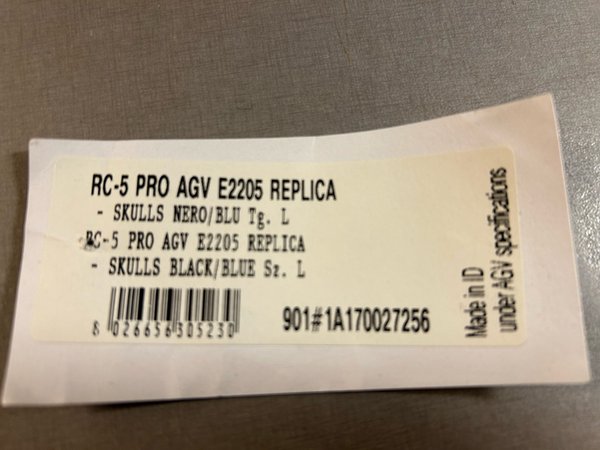 RC-5 PRO AGV E2205 REPLICA
- SKULLS NERO/BLU Tg. L
RC-5 PRO AGV E2205 REPLICA
- SKULLS BLACK/BLUE Sz. L
8 026656 305230
901#1A170027256
Made in ID
under AGV specifications